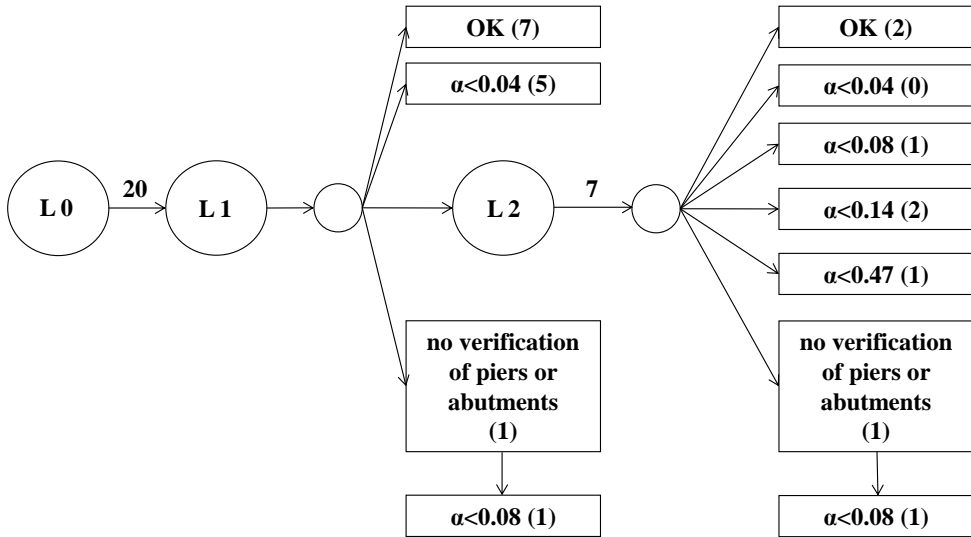 L 0
20
L 1
OK (7)
α<0.04 (5)
L 2
no verification
of piers or
abutments
(1)
α<0.08 (1)
7
OK (2)
α<0.04 (0)
α<0.08 (1)
α<0.14 (2)
α<0.47 (1)
no verification
of piers or
abutments
(1)
α<0.08 (1)